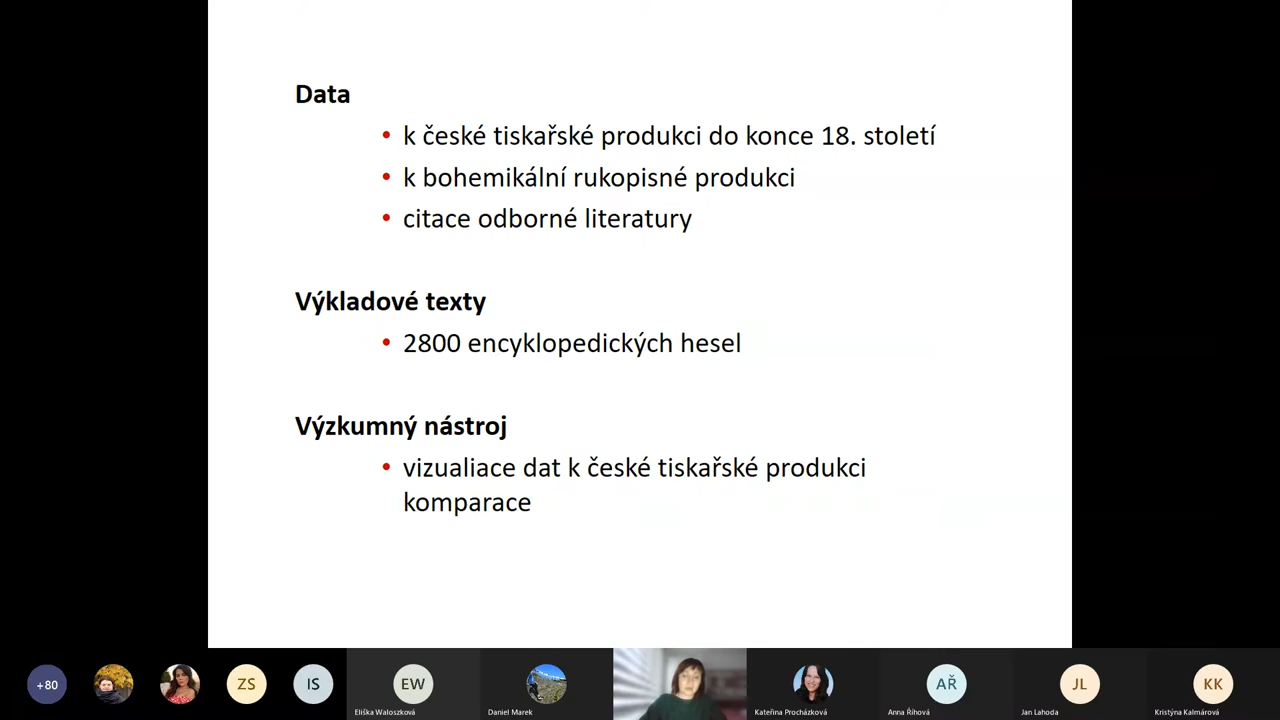 Data
• k české tiskařské produkci do konce 18. století
• k bohemikální rukopisné produkci
• citace odborné literatury
Výkladové texty
• 2800 encyklopedických hesel
Výzkumný nástroj
• vizualiace dat k české tiskařské produkci
komparace
+80
ZS
IS
EW
Eliška Waloszková
Daniel Marek
Kateřina Procházková
AŘ
Anna Říhová
JL
Jan Lahoda
KK
Kristýna Kalmárová